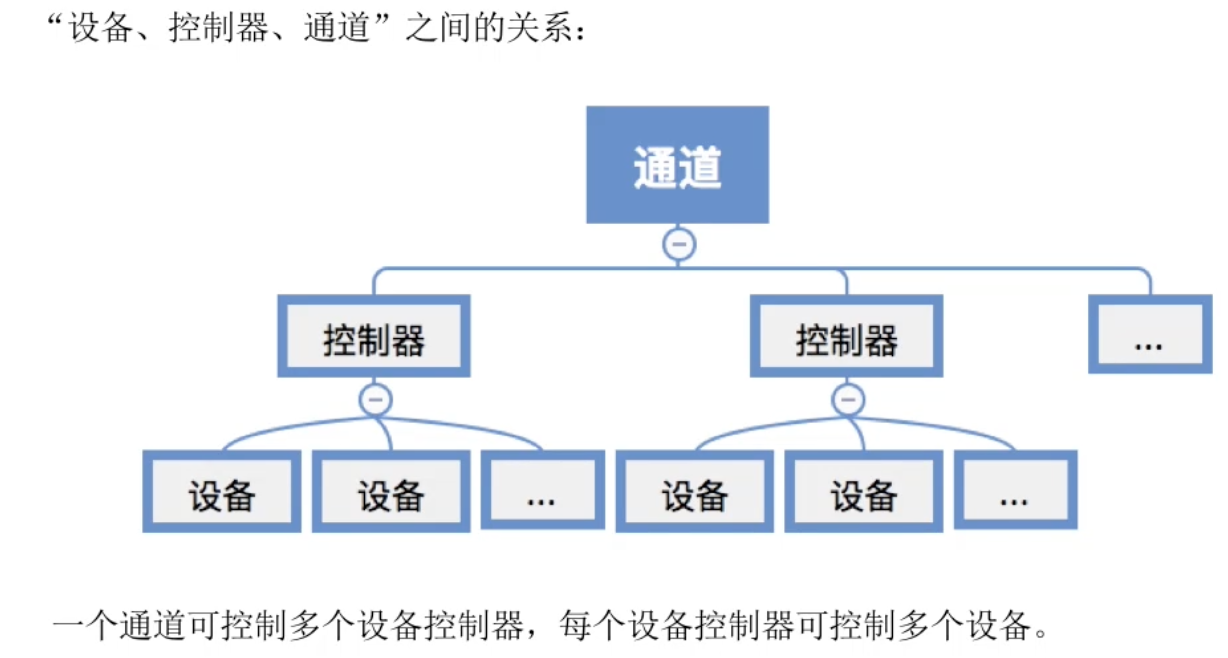 “设备、控制器、通道”之间的关系：
通道
控制器 控制器 ...
设备 设备 ... 设备 设备 ...
一个通道可控制多个设备控制器，每个设备控制器可控制多个设备。